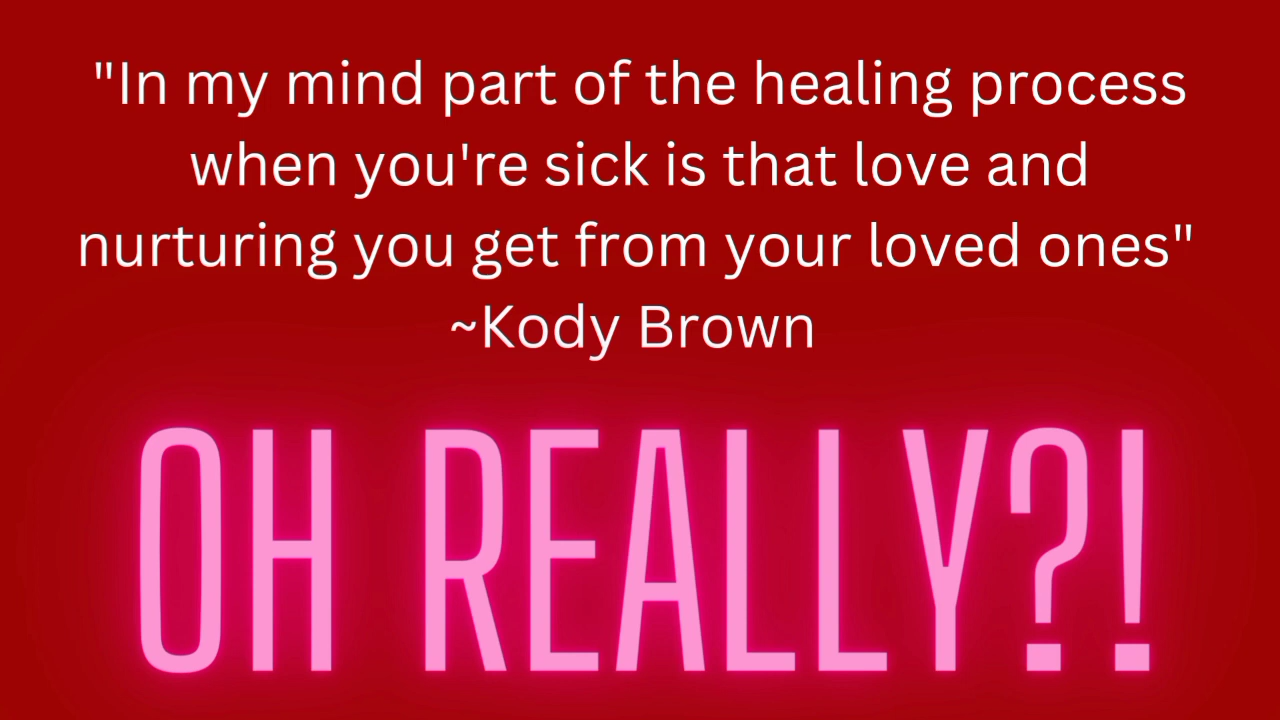 "In my mind part of the healing process
when you're sick is that love and
nurturing you get from your loved ones"
~Kody Brown
OH REALLY?!